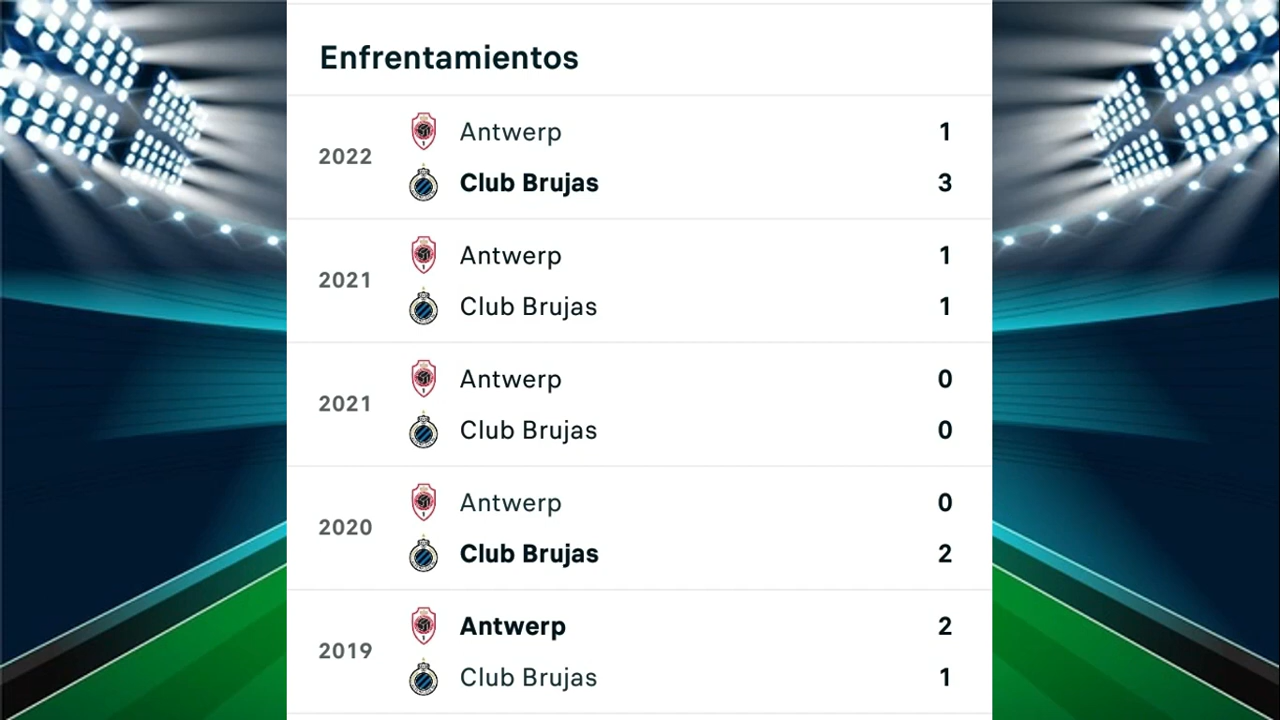 Enfrentamientos
2022
Antwerp 1
Club Brujas 3
2021
Antwerp 1
Club Brujas 1
2021
Antwerp 0
Club Brujas 0
2020
Antwerp 0
Club Brujas 2
2019
Antwerp 2
Club Brujas 1